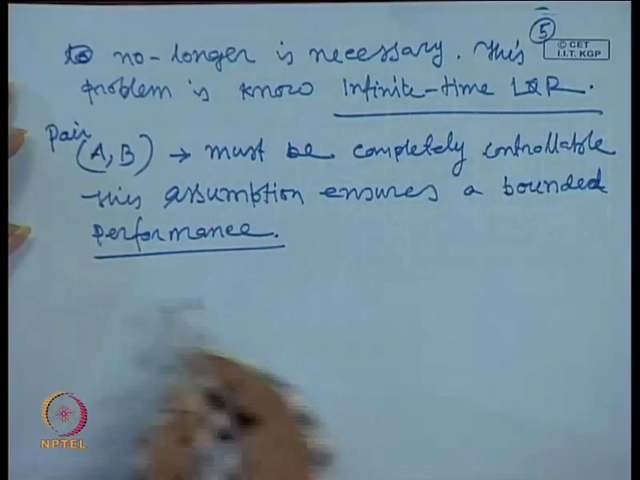 5
© CET
I.I.T. KGP
no-longer is necessary. This
problem is know infinite-time LQR.
Pair
(A, B) → must be completely controllable
This assumption ensures a bounded
performance.
NPTEL